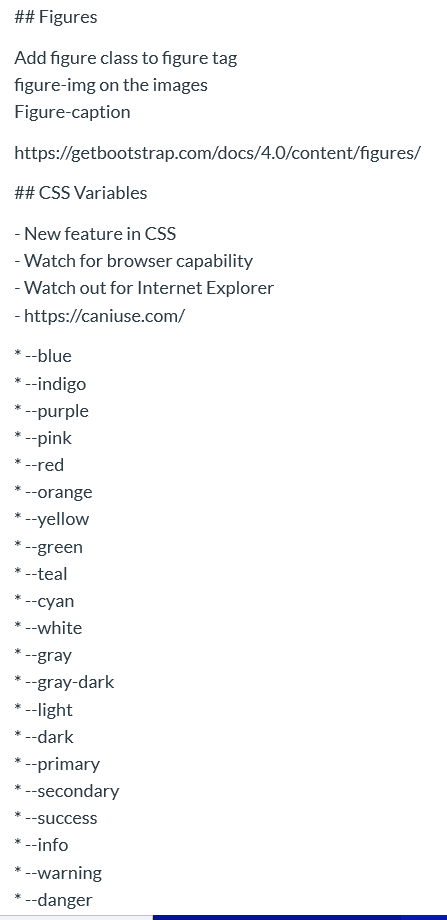 ## Figures
Add figure class to figure tag
figure-img on the images
Figure-caption
https://getbootstrap.com/docs/4.0/content/figures/
## CSS Variables
- New feature in CSS
- Watch for browser capability
- Watch out for Internet Explorer
- https://caniuse.com/
* --blue
* --indigo
* --purple
* --pink
* --red
* --orange
* --yellow
* --green
* --teal
* --cyan
* --white
* --gray
* --gray-dark
* --light
* --dark
* --primary
* --secondary
* --success
* --info
* --warning
* --danger